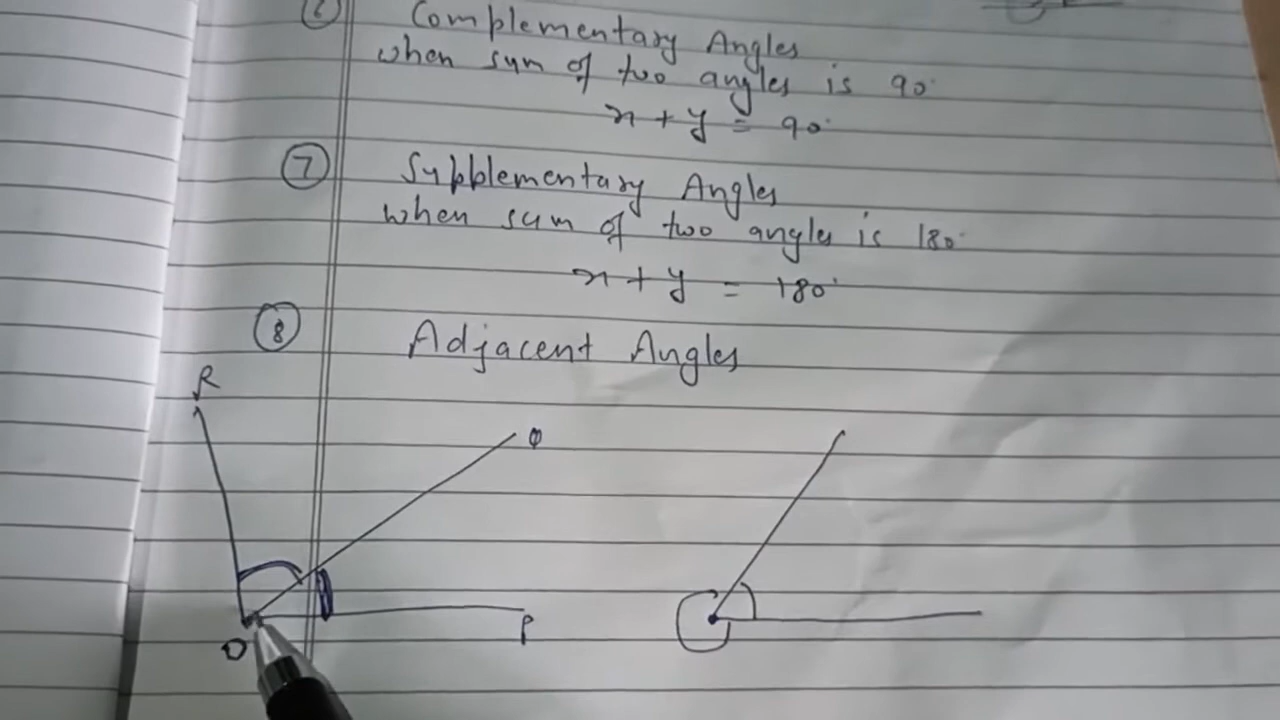 6 Complementary Angles
when sum of two angles is 90°
x + y = 90°
7 Supplementary Angles
when sum of two angles is 180°
x + y = 180°
8 Adjacent Angles
R
Q
O
P